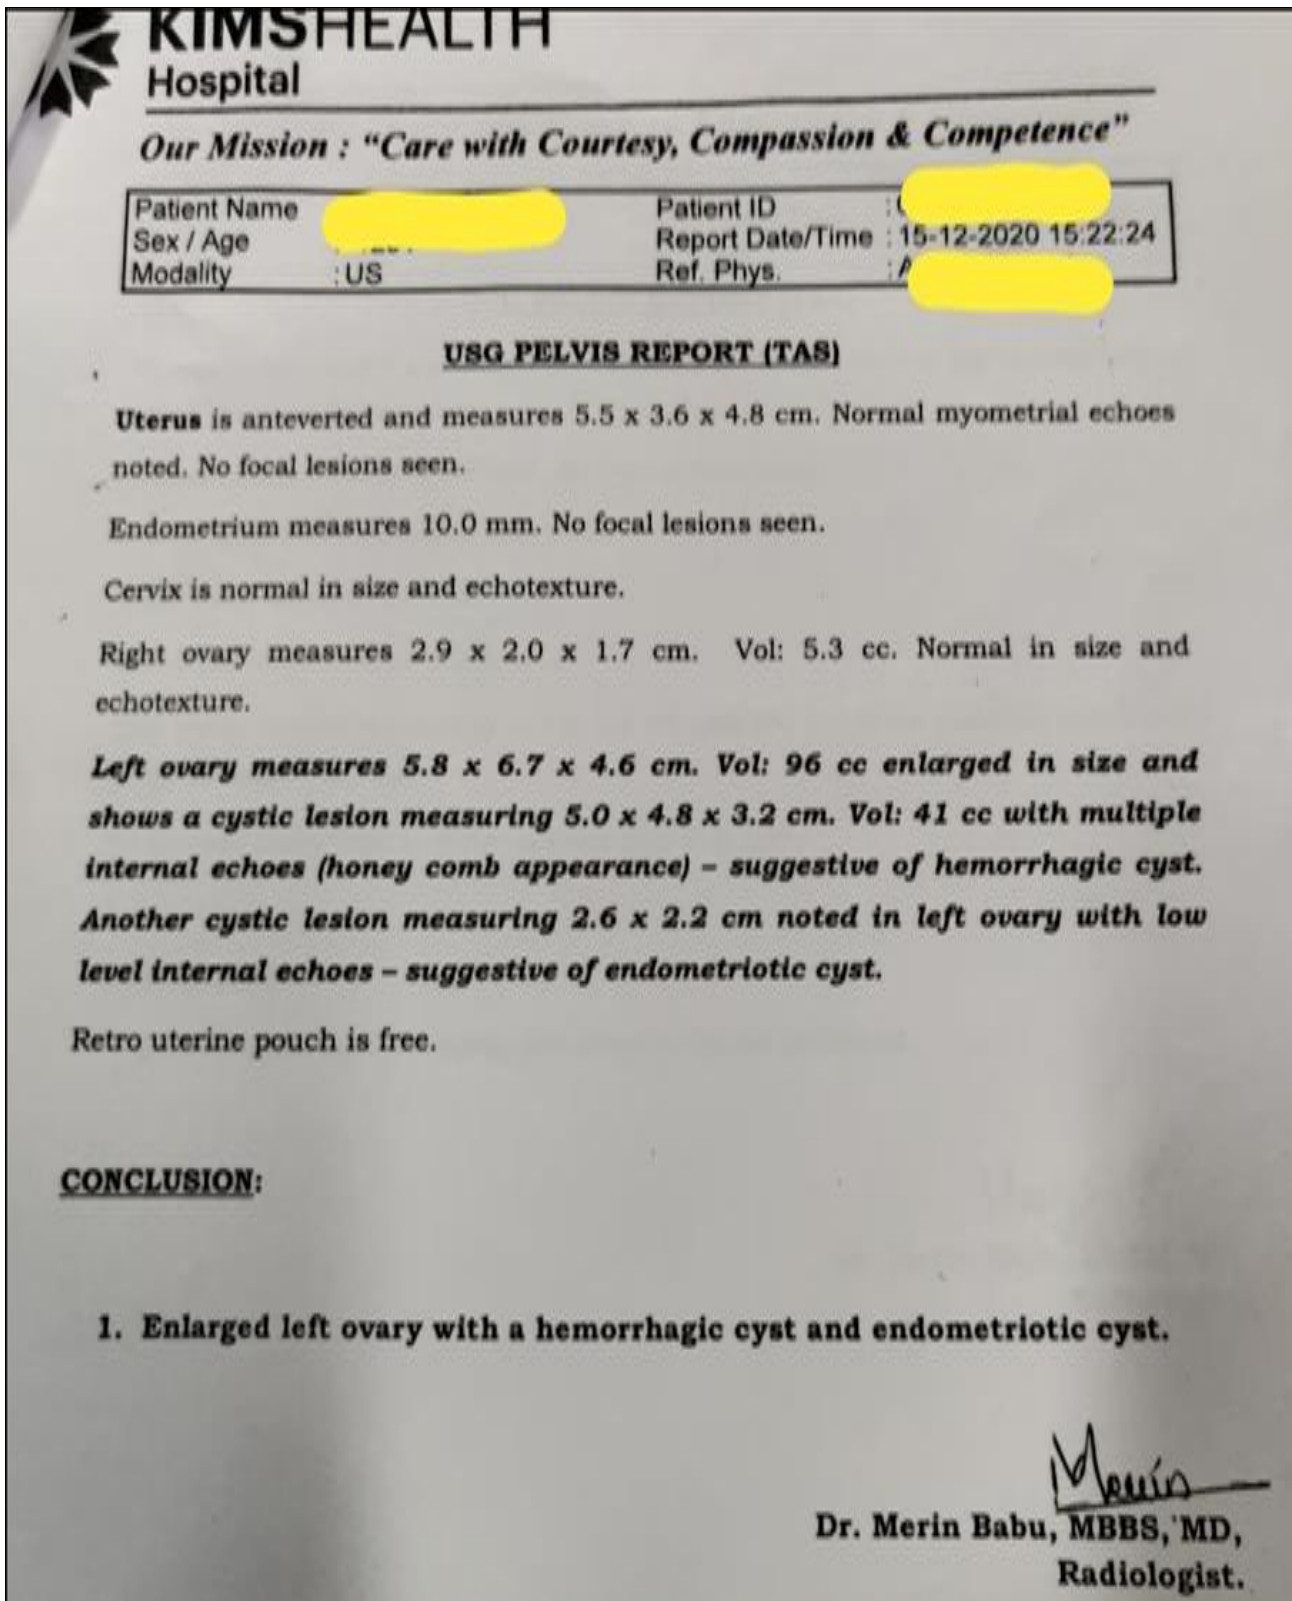 KIMSHEALTH
Hospital
Our Mission : "Care with Courtesy, Compassion & Competence"
Patient Name
Patient ID :
Sex / Age
Report Date/Time : 15-12-2020 15:22:24
Modality : US
Ref. Phys. : A
USG PELVIS REPORT (TAS)
Uterus is anteverted and measures 5.5 x 3.6 x 4.8 cm. Normal myometrial echoes
noted. No focal lesions seen.
Endometrium measures 10.0 mm. No focal lesions seen.
Cervix is normal in size and echotexture.
Right ovary measures 2.9 x 2.0 x 1.7 cm. Vol: 5.3 cc. Normal in size and
echotexture.
Left ovary measures 5.8 x 6.7 x 4.6 cm. Vol: 96 cc enlarged in size and
shows a cystic lesion measuring 5.0 x 4.8 x 3.2 cm. Vol: 41 cc with multiple
internal echoes (honey comb appearance) – suggestive of hemorrhagic cyst.
Another cystic lesion measuring 2.6 x 2.2 cm noted in left ovary with low
level internal echoes – suggestive of endometriotic cyst.
Retro uterine pouch is free.
CONCLUSION:
1. Enlarged left ovary with a hemorrhagic cyst and endometriotic cyst.
Merin
Dr. Merin Babu, MBBS, MD,
Radiologist.